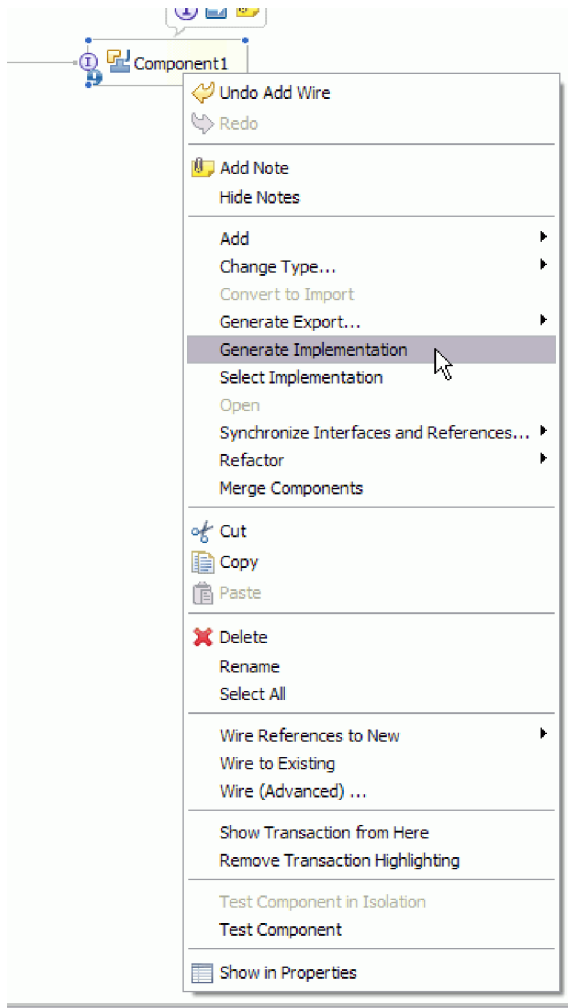 Component1
Undo Add Wire
Redo
Add Note
Hide Notes
Add
Change Type...
Convert to Import
Generate Export...
Generate Implementation
Select Implementation
Open
Synchronize Interfaces and References...
Refactor
Merge Components
Cut
Copy
Paste
Delete
Rename
Select All
Wire References to New
Wire to Existing
Wire (Advanced) ...
Show Transaction from Here
Remove Transaction Highlighting
Test Component in Isolation
Test Component
Show in Properties